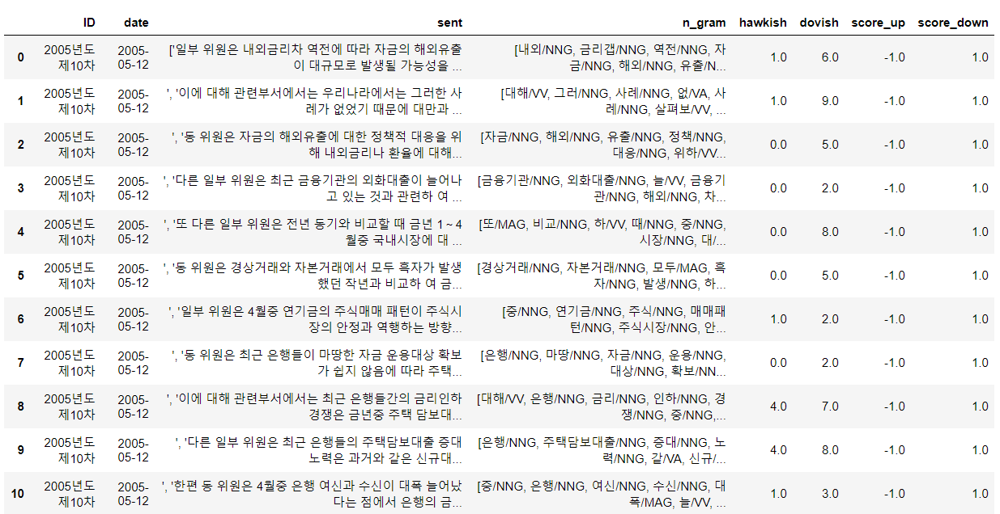 ID date sent n_gram hawkish dovish score_up score_down
0 2005년도 2005- ['일부 위원은 내외금리차 역전에 따라 자금의 해외유출 [내외/NNG, 금리갭/NNG, 역전/NNG, 자 1.0 6.0 -1.0 1.0
제10차 05-12 이 대규모로 발생될 가능성을 ... 금/NNG, 해외/NNG, 유출/N...
1 2005년도 2005- ', '이에 대해 관련부서에서는 우리나라에서는 그러한 사 [대해/VV, 그러/NNG, 사례/NNG, 없/VA, 사 1.0 9.0 -1.0 1.0
제10차 05-12 례가 없었기 때문에 대만과 ... 례/NNG, 살펴보/VV, ...
2 2005년도 2005- ', '동 위원은 자금의 해외유출에 대한 정책적 대응을 위 [자금/NNG, 해외/NNG, 유출/NNG, 정책/NNG, 0.0 5.0 -1.0 1.0
제10차 05-12 해 내외금리나 환율에 대해... 대응/NNG, 위하/VV...
3 2005년도 2005- ', '다른 일부 위원은 최근 금융기관의 외화대출이 늘어나 [금융기관/NNG, 외화대출/NNG, 늘/VV, 금융기 0.0 2.0 -1.0 1.0
제10차 05-12 고 있는 것과 관련하 여 ... 관/NNG, 해외/NNG, 차...
4 2005년도 2005- ', '또 다른 일부 위원은 전년 동기와 비교할 때 금년 1～4 [또/MAG, 비교/NNG, 하/VV, 때/NNG, 중/NNG, 0.0 8.0 -1.0 1.0
제10차 05-12 월중 국내시장에 대 ... 시장/NNG, 대/...
5 2005년도 2005- ', '동 위원은 경상거래와 자본거래에서 모두 흑자가 발생 [경상거래/NNG, 자본거래/NNG, 모두/MAG, 흑 0.0 5.0 -1.0 1.0
제10차 05-12 했던 작년과 비교하 여 금... 자/NNG, 발생/NNG, 하...
6 2005년도 2005- ', '일부 위원은 4월중 연기금의 주식매매 패턴이 주식시 [중/NNG, 연기금/NNG, 주식/NNG, 매매패 1.0 2.0 -1.0 1.0
제10차 05-12 장의 안정과 역행하는 방향... 턴/NNG, 주식시장/NNG, 안...
7 2005년도 2005- ', '동 위원은 최근 은행들이 마땅한 자금 운용대상 확보 [은행/NNG, 마땅/NNG, 자금/NNG, 운용/NNG, 0.0 2.0 -1.0 1.0
제10차 05-12 가 쉽지 않음에 따라 주택... 대상/NNG, 확보/NN...
8 2005년도 2005- ', '이에 대해 관련부서에서는 최근 은행들간의 금리인하 [대해/VV, 은행/NNG, 금리/NNG, 인하/NNG, 경 4.0 7.0 -1.0 1.0
제10차 05-12 경쟁은 금년중 주택 담보대... 쟁/NNG, 중/NNG,...
9 2005년도 2005- ', '다른 일부 위원은 최근 은행들의 주택담보대출 증대 [은행/NNG, 주택담보대출/NNG, 증대/NNG, 노 4.0 8.0 -1.0 1.0
제10차 05-12 노력은 과거와 같은 신규대... 력/NNG, 같/VA, 신규/...
10 2005년도 2005- ', '한편 동 위원은 4월중 은행 여신과 수신이 대폭 늘어났 [중/NNG, 은행/NNG, 여신/NNG, 수신/NNG, 대 1.0 3.0 -1.0 1.0
제10차 05-12 다는 점에서 은행의 금... 폭/MAG, 늘/VV, ...